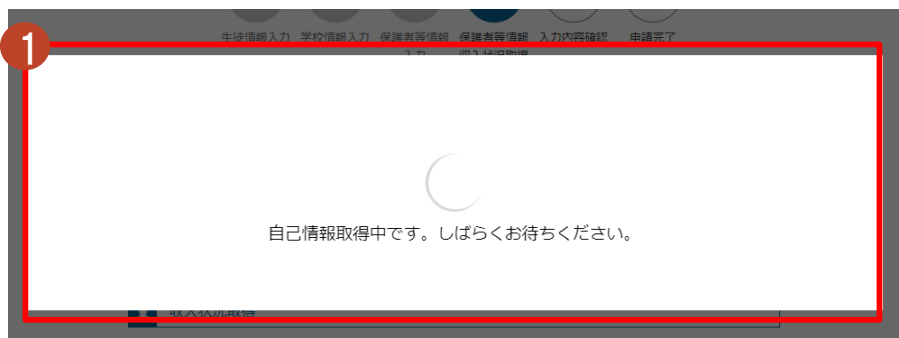 1
生徒情報入力 学校情報入力 保護者等情報入力 保護者等情報収入状況取得 入力内容確認 申請完了
自己情報取得中です。しばらくお待ちください。
収入状況取得